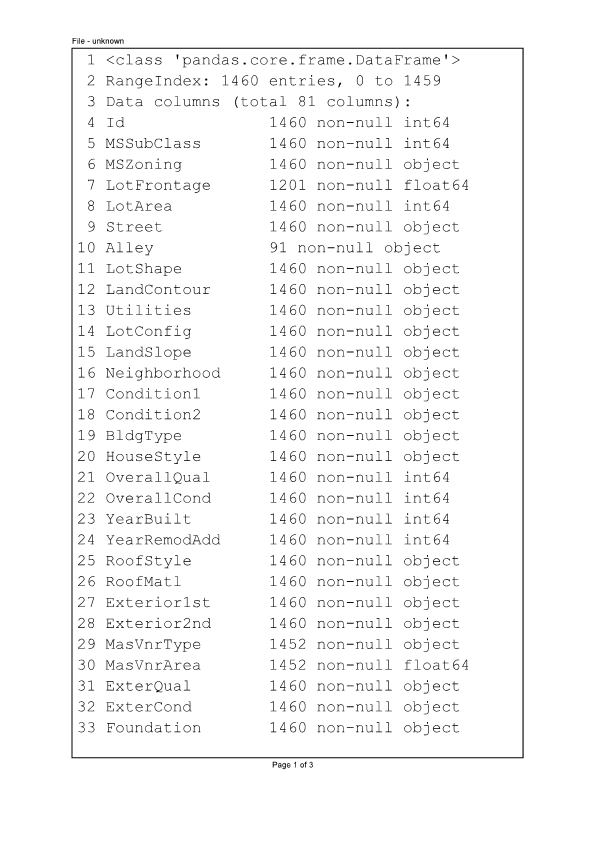 File - unknown
1 <class 'pandas.core.frame.DataFrame'>
2 RangeIndex: 1460 entries, 0 to 1459
3 Data columns (total 81 columns):
4 Id 1460 non-null int64
5 MSSubClass 1460 non-null int64
6 MSZoning 1460 non-null object
7 LotFrontage 1201 non-null float64
8 LotArea 1460 non-null int64
9 Street 1460 non-null object
10 Alley 91 non-null object
11 LotShape 1460 non-null object
12 LandContour 1460 non-null object
13 Utilities 1460 non-null object
14 LotConfig 1460 non-null object
15 LandSlope 1460 non-null object
16 Neighborhood 1460 non-null object
17 Condition1 1460 non-null object
18 Condition2 1460 non-null object
19 BldgType 1460 non-null object
20 HouseStyle 1460 non-null object
21 OverallQual 1460 non-null int64
22 OverallCond 1460 non-null int64
23 YearBuilt 1460 non-null int64
24 YearRemodAdd 1460 non-null int64
25 RoofStyle 1460 non-null object
26 RoofMatl 1460 non-null object
27 Exterior1st 1460 non-null object
28 Exterior2nd 1460 non-null object
29 MasVnrType 1452 non-null object
30 MasVnrArea 1452 non-null float64
31 ExterQual 1460 non-null object
32 ExterCond 1460 non-null object
33 Foundation 1460 non-null object
Page 1 of 3